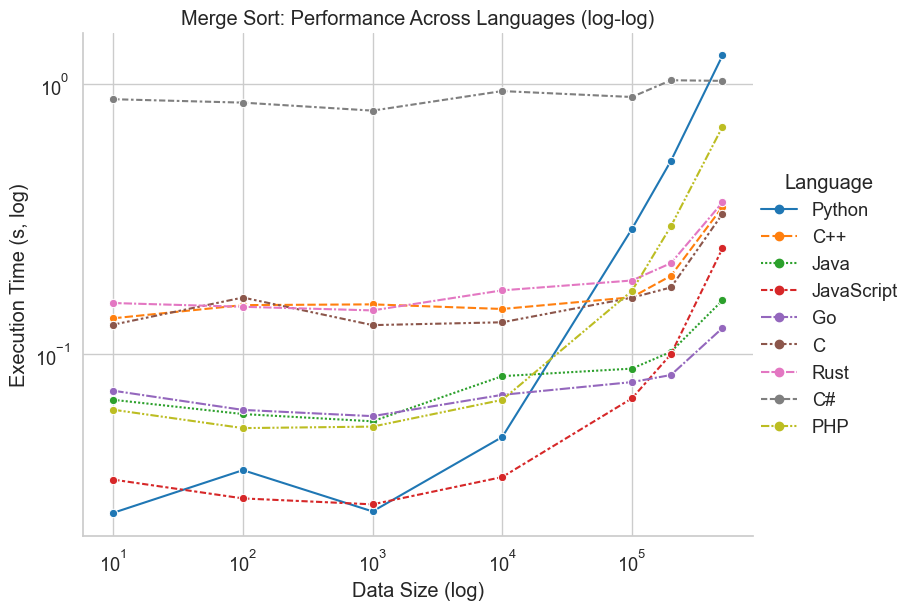 Merge Sort: Performance Across Languages (log-log)
Execution Time (s, log)
10⁰
10⁻¹
10¹ 10² 10³ 10⁴ 10⁵
Data Size (log)
Language
Python
C++
Java
JavaScript
Go
C
Rust
C#
PHP